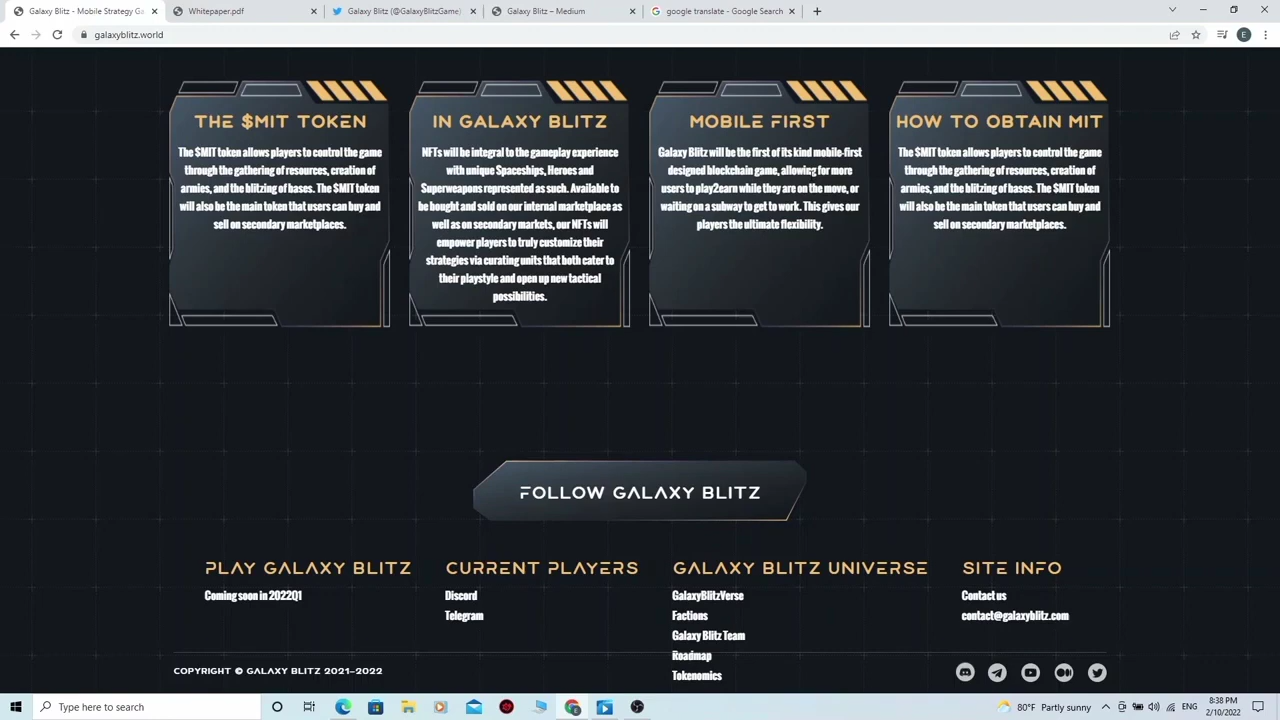 Galaxy Blitz - Mobile Strategy Ga
Whitepaper.pdf
Galaxy Blitz (@GalaxyBlitzGame)
Galaxy Blitz – Medium
google translate - Google Search
galaxyblitz.world
E
THE $MIT TOKEN
The $MIT token allows players to control the game
through the gathering of resources, creation of
armies, and the blitzing of bases. The $MIT token
will also be the main token that users can buy and
sell on secondary marketplaces.
IN GALAXY BLITZ
NFTs will be integral to the gameplay experience
with unique Spaceships, Heroes and
Superweapons represented as such. Available to
be bought and sold on our internal marketplace as
well as on secondary markets, our NFTs will
empower players to truly customize their
strategies via curating units that both cater to
their playstyle and open up new tactical
possibilities.
MOBILE FIRST
Galaxy Blitz will be the first of its kind mobile-first
designed blockchain game, allowing for more
users to play2earn while they are on the move, or
waiting on a subway to get to work. This gives our
players the ultimate flexibility.
HOW TO OBTAIN MIT
The $MIT token allows players to control the game
through the gathering of resources, creation of
armies, and the blitzing of bases. The $MIT token
will also be the main token that users can buy and
sell on secondary marketplaces.
FOLLOW GALAXY BLITZ
PLAY GALAXY BLITZ
Coming soon in 2022Q1
CURRENT PLAYERS
Discord
Telegram
GALAXY BLITZ UNIVERSE
GalaxyBlitzVerse
Factions
Galaxy Blitz Team
Roadmap
Tokenomics
SITE INFO
Contact us
contact@galaxyblitz.com
COPYRIGHT © GALAXY BLITZ 2021-2022
Type here to search
80°F Partly sunny
ENG
8:38 PM
2/10/2022